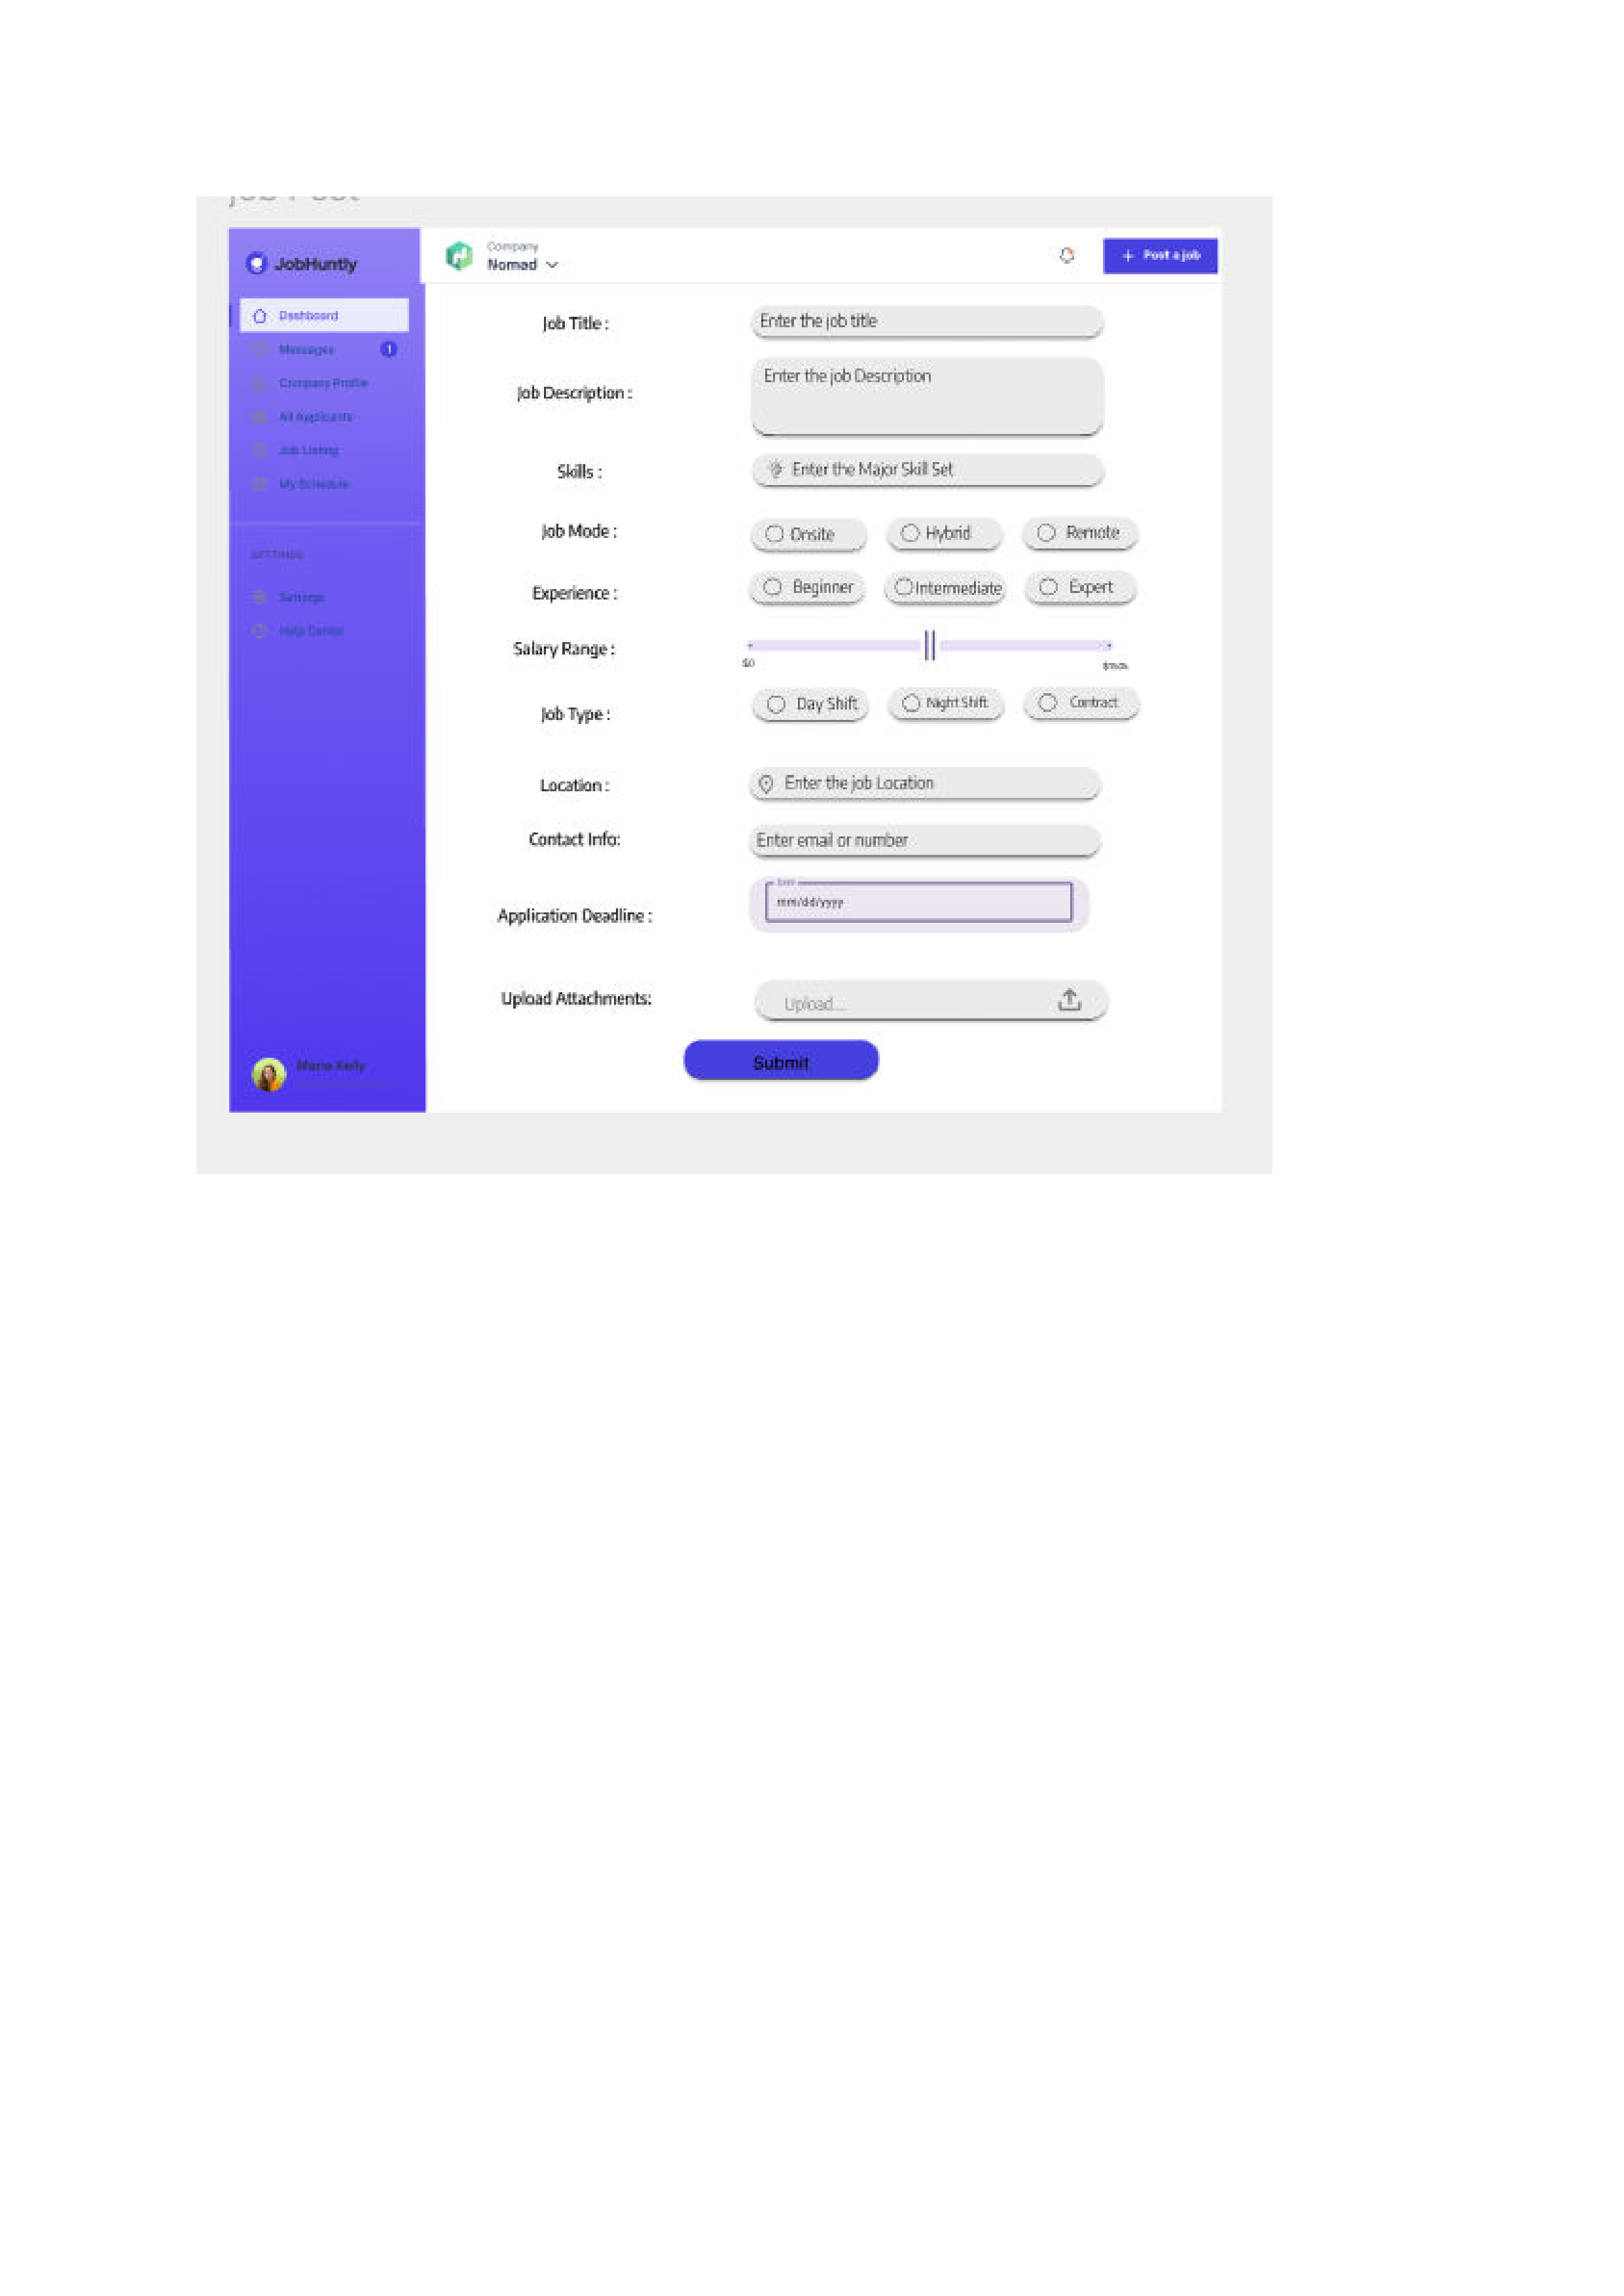 Job Post
JobHuntly
Company
Nomad
+ Post a job
Dashboard
Messages 1
Company Profile
All Applicants
Job Listing
My Schedule
SETTINGS
Settings
Help Center
Maria Kelly
Job Title :
Enter the job title
Job Description :
Enter the job Description
Skills :
Enter the Major Skill Set
Job Mode :
Onsite Hybrid Remote
Experience :
Beginner Intermediate Expert
Salary Range :
$0
Job Type :
Day Shift Night Shift Contract
Location :
Enter the job Location
Contact Info:
Enter email or number
Application Deadline :
mm/dd/yyyy
Upload Attachments:
Upload...
Submit